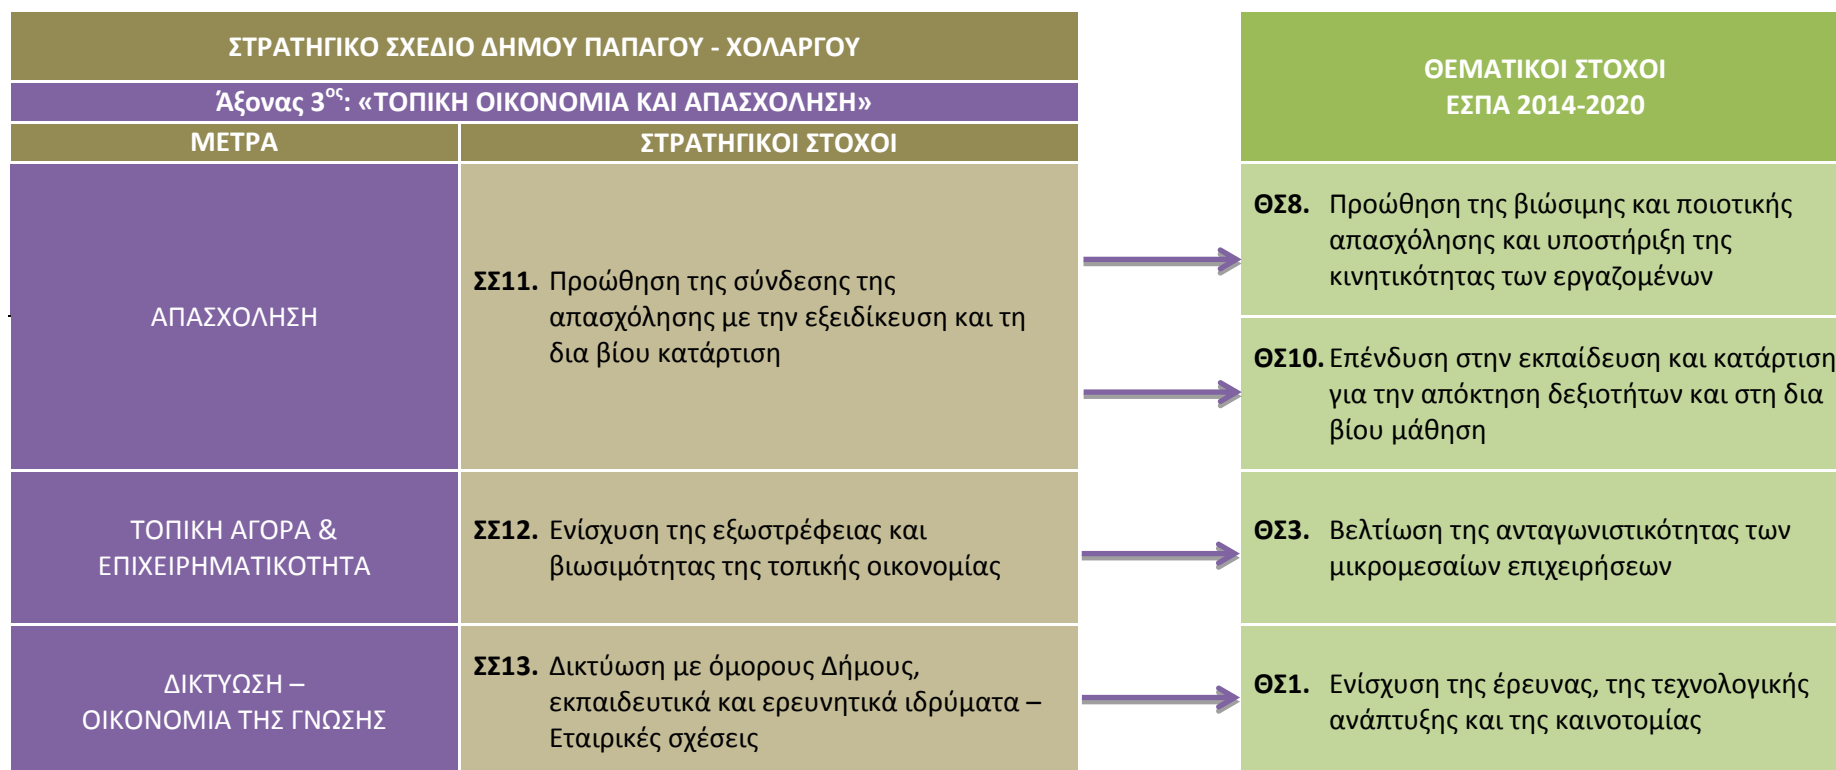 ΣΤΡΑΤΗΓΙΚΟ ΣΧΕΔΙΟ ΔΗΜΟΥ ΠΑΠΑΓΟΥ - ΧΟΛΑΡΓΟΥ
Άξονας 3ος: «ΤΟΠΙΚΗ ΟΙΚΟΝΟΜΙΑ ΚΑΙ ΑΠΑΣΧΟΛΗΣΗ»
ΜΕΤΡΑ
ΣΤΡΑΤΗΓΙΚΟΙ ΣΤΟΧΟΙ
ΘΕΜΑΤΙΚΟΙ ΣΤΟΧΟΙ
ΕΣΠΑ 2014-2020
ΑΠΑΣΧΟΛΗΣΗ
ΣΣ11. Προώθηση της σύνδεσης της
απασχόλησης με την εξειδίκευση και τη
δια βίου κατάρτιση
ΘΣ8. Προώθηση της βιώσιμης και ποιοτικής
απασχόλησης και υποστήριξη της
κινητικότητας των εργαζομένων
ΘΣ10. Επένδυση στην εκπαίδευση και κατάρτιση
για την απόκτηση δεξιοτήτων και στη δια
βίου μάθηση
ΤΟΠΙΚΗ ΑΓΟΡΑ &
ΕΠΙΧΕΙΡΗΜΑΤΙΚΟΤΗΤΑ
ΣΣ12. Ενίσχυση της εξωστρέφειας και
βιωσιμότητας της τοπικής οικονομίας
ΘΣ3. Βελτίωση της ανταγωνιστικότητας των
μικρομεσαίων επιχειρήσεων
ΔΙΚΤΥΩΣΗ –
ΟΙΚΟΝΟΜΙΑ ΤΗΣ ΓΝΩΣΗΣ
ΣΣ13. Δικτύωση με όμορους Δήμους,
εκπαιδευτικά και ερευνητικά ιδρύματα –
Εταιρικές σχέσεις
ΘΣ1. Ενίσχυση της έρευνας, της τεχνολογικής
ανάπτυξης και της καινοτομίας